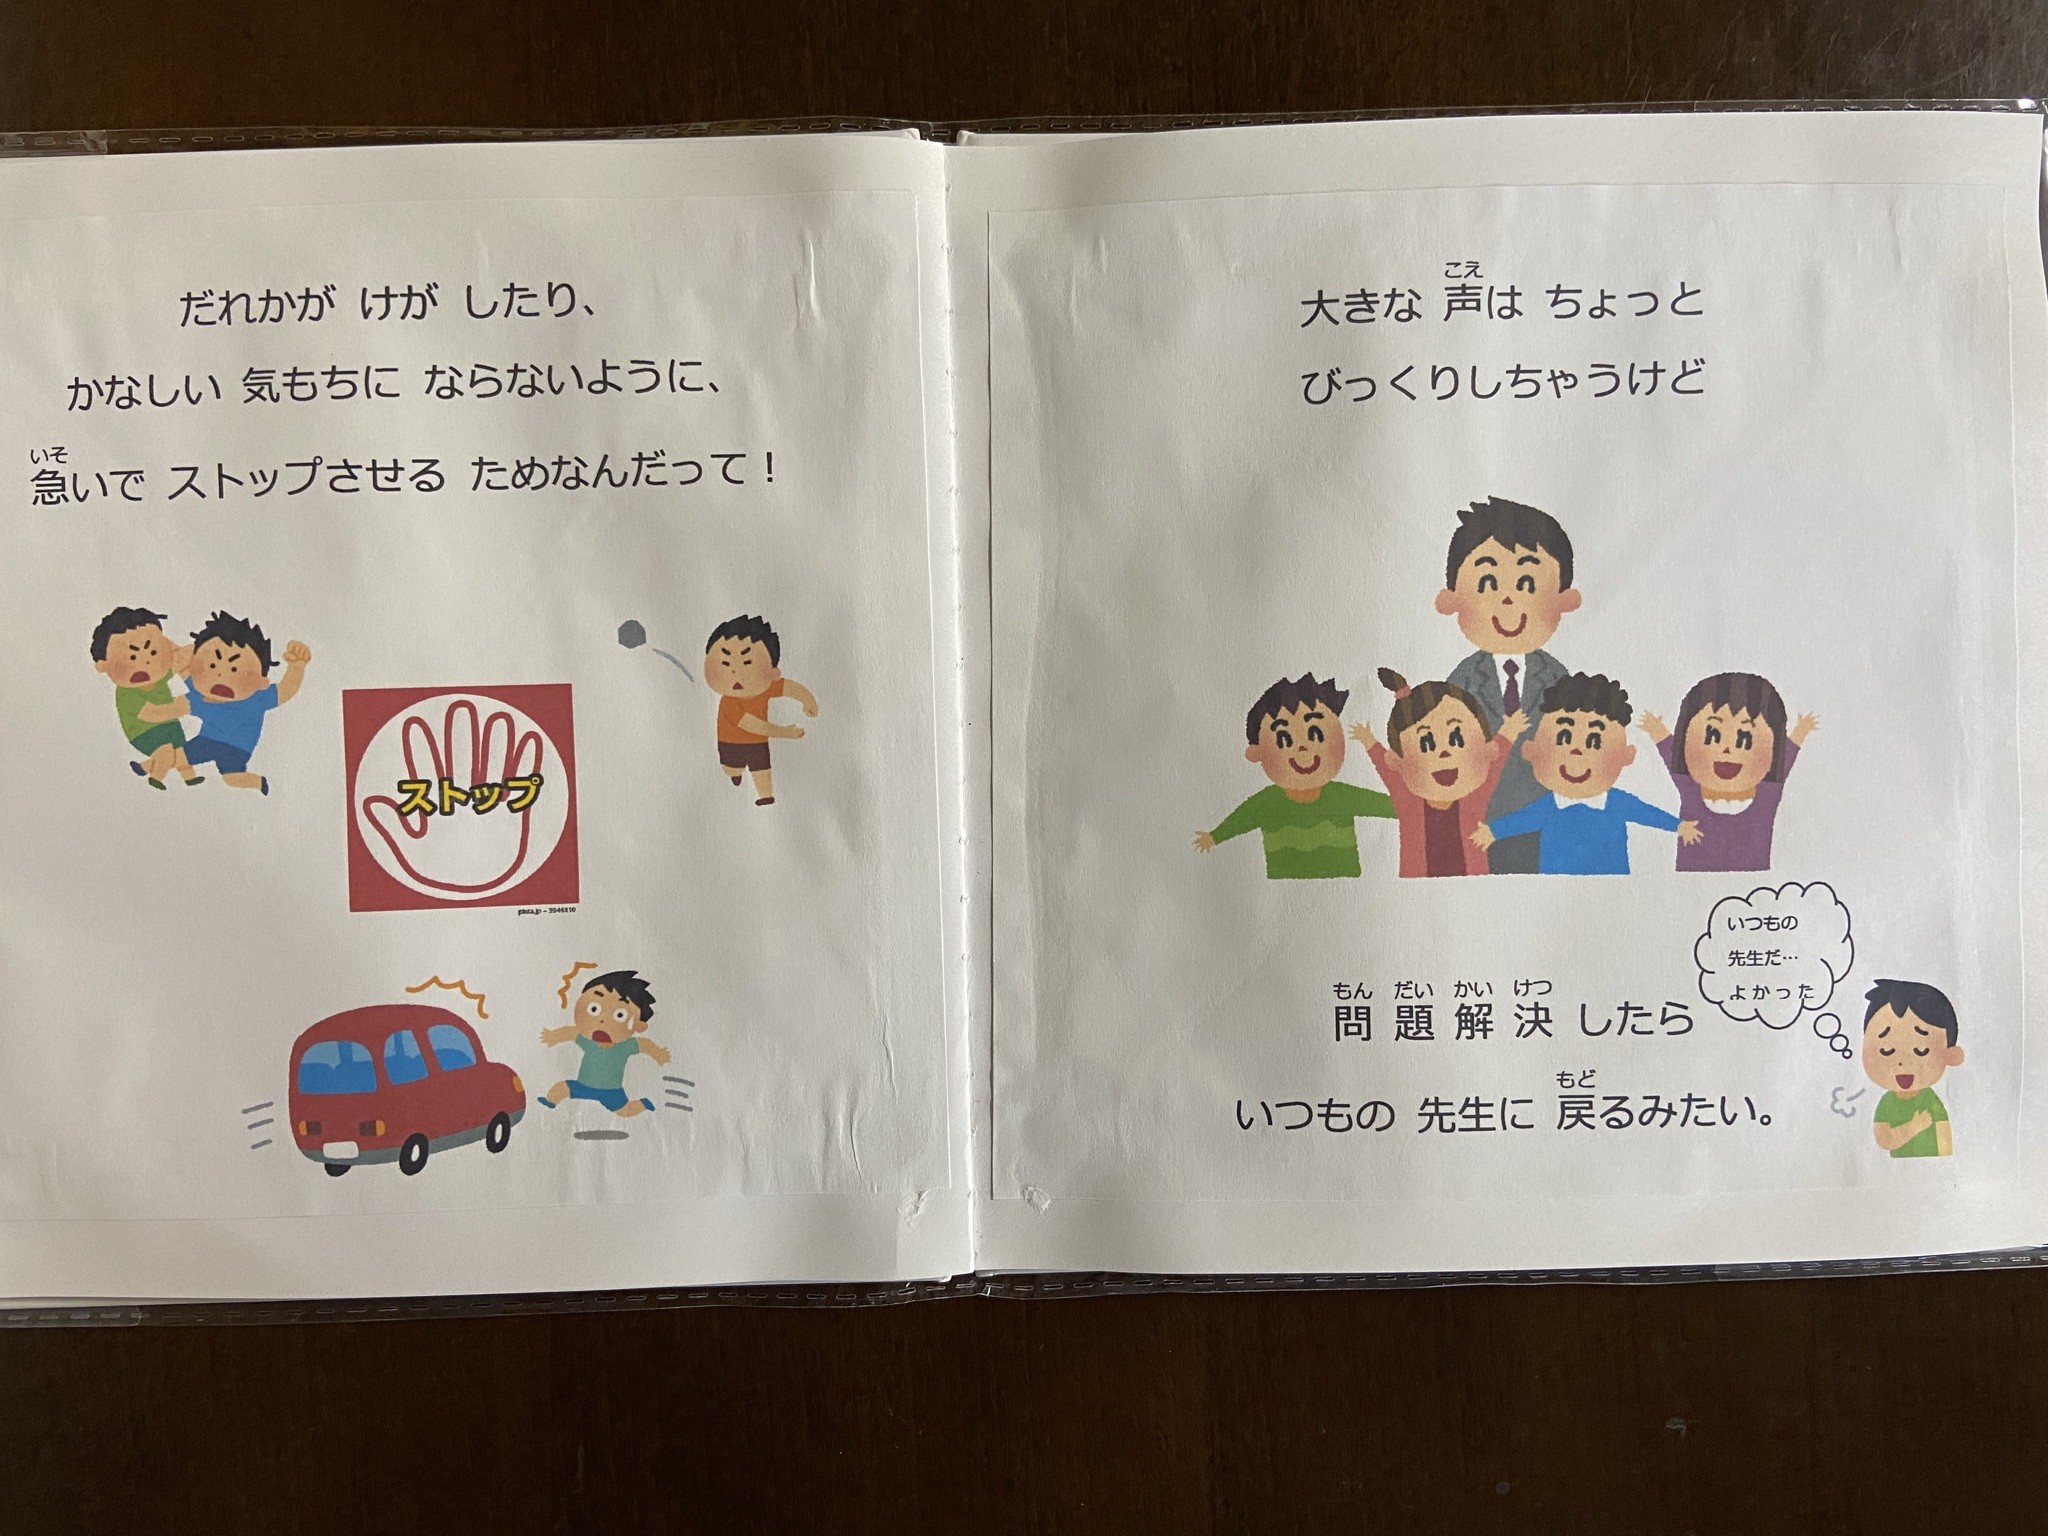 だれかが けが したり、
かなしい 気もちに ならないように、
いそ
急いで ストップさせる ためなんだって！
ストップ
大きな 声は ちょっと
こえ
びっくりしちゃうけど
いつもの
先生だ…
よかった
もん だい かい けつ
問題解決 したら
もど
いつもの 先生に 戻るみたい。